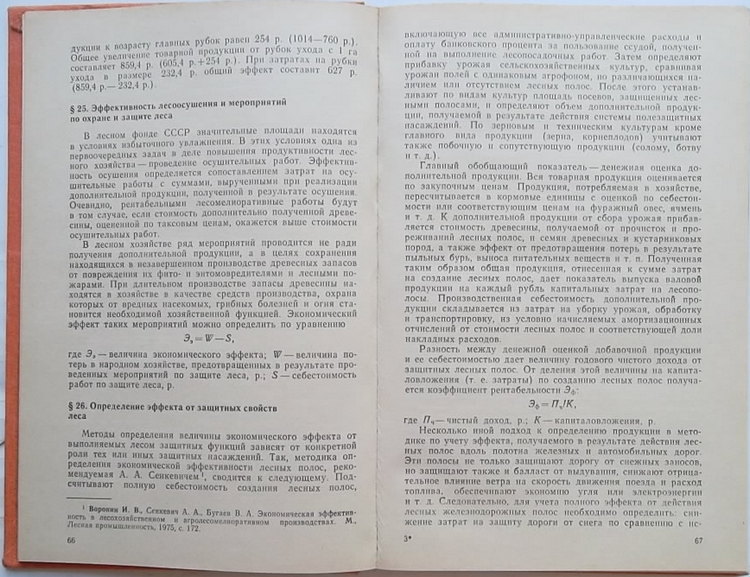 дукции к возрасту главных рубок равен 254 р. (1014—760 р.).
Общее увеличение товарной продукции от рубок ухода с 1 га
составляет 859,4 р. (605,4 р.+254 р.). При затратах на рубки
ухода в размере 232,4 р. общий эффект составит 627 р.
(859,4 р.—232,4 р.).
§ 25. Эффективность лесоосушения и мероприятий
по охране и защите леса
В лесном фонде СССР значительные площади находятся
в условиях избыточного увлажнения. В этих условиях одна из
первоочередных задач в деле повышения продуктивности лес-
ного хозяйства — проведение осушительных работ. Эффектив-
ность осушения определяется сопоставлением затрат на осу-
шительные работы с суммами, вырученными при реализации
дополнительной продукции, полученной в результате осушения.
Очевидно, рентабельными лесомелиоративные работы будут
в том случае, если стоимость дополнительно полученной древе-
сины, оцененной по таксовым ценам, окажется выше стоимости
осушительных работ.
В лесном хозяйстве ряд мероприятий проводится не ради
получения дополнительной продукции, а в целях сохранения
находящихся в незавершенном производстве древесных запасов
от повреждения их фито- и энтомовредителями и лесными по-
жарами. При длительном производстве запасы древесины на-
ходятся в хозяйстве в качестве средств производства, охрана
которых от вредных насекомых, грибных болезней и огня ста-
новится необходимой хозяйственной функцией. Экономический
эффект таких мероприятий можно определить по уравнению
Э₃=W—S,
где Э₃ — величина экономического эффекта; W — величина по-
терь в народном хозяйстве, предотвращенных в результате про-
веденных мероприятий по защите леса, р.; S — себестоимость
работ по защите леса, р.
§ 26. Определение эффекта от защитных свойств
леса
Методы определения величины экономического эффекта от
выполняемых лесом защитных функций зависят от конкретной
роли тех или иных защитных насаждений. Так, методика оп-
ределения экономической эффективности лесных полос, реко-
мендуемая А. А. Сенкевичем¹, сводится к следующему. Под-
считывают полную себестоимость создания лесных полос,
¹ Воронин И. В., Сенкевич А. А., Бугаев В. А. Экономическая эффектив-
ность в лесохозяйственном и агролесомелиоративном производствах. М.,
Лесная промышленность, 1975, с. 172.
66
включающую все административно-управленческие расходы и
оплату банковского процента за пользование ссудой, получен-
ной на выполнение лесопосадочных работ. Затем определяют
прибавку урожая сельскохозяйственных культур, сравнивая
урожаи полей с одинаковым агрофоном, но различающихся на-
личием или отсутствием лесных полос. После этого устанав-
ливают по видам культур площадь посевов, защищенных лес-
ными полосами, и определяют объем дополнительной продук-
ции, получаемой в результате действия системы полезащитных
насаждений. По зерновым и техническим культурам кроме
главного вида продукции (зерна, корнеплодов) учитывают
также побочную и сопутствующую продукцию (солому, ботву
и т. д.).
Главный обобщающий показатель — денежная оценка до-
полнительной продукции. Вся товарная продукция оценивается
по закупочным ценам Продукция, потребляемая в хозяйстве,
пересчитывается в кормовые единицы с оценкой по себестои-
мости или соответствующим ценам на фуражный овес, ячмень
и т. д. К дополнительной продукции от сбора урожая прибав-
ляется стоимость древесины, получаемой от прочисток и про-
реживаний лесных полос, и семян древесных и кустарниковых
пород, а также эффект от предотвращения потерь в результате
пыльных бурь, выноса питательных веществ и т. п. Полученная
таким образом общая продукция, отнесенная к сумме затрат
на создание лесных полос, дает показатель выпуска валовой
продукции на каждый рубль капитальных затрат на лесопо-
лосы. Производственная себестоимость дополнительной про-
дукции складывается из затрат на уборку урожая, обработку
и транспортировку, из условно начисляемых амортизационных
отчислений от стоимости лесных полос и соответствующей доли
накладных расходов.
Разность между денежной оценкой добавочной продукции
и ее себестоимостью дает величину годового чистого дохода от
защитных лесных полос. От деления этой величины на капита-
ловложения (т. е. затраты) по созданию лесных полос получа-
ется коэффициент рентабельности Э_ф:
Э_ф=П_ч/К,
где П_ч — чистый доход, р.; К — капиталовложения, р.
Несколько иной подход к определению продукции в мето-
дике по учету эффекта, получаемого в результате действия лес-
ных полос вдоль полотна железных и автомобильных дорог.
Эти полосы не только защищают дорогу от снежных заносов,
но защищают также и балласт от выдувания, снижают отрица-
тельное влияние ветра на скорость движения поезда и расход
топлива, обеспечивают экономию угля или электроэнергии
и т. д. Следовательно, для учета полного эффекта от действия
лесных железнодорожных полос необходимо определить: сни-
жение затрат на защиту дороги от снега по сравнению с ис-
3*
67